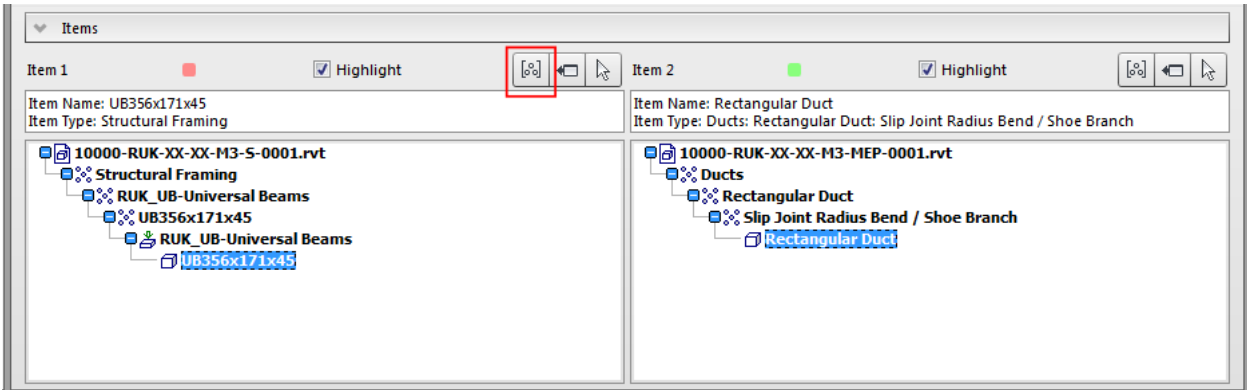 Items
Item 1
Highlight
Item Name: UB356x171x45
Item Type: Structural Framing
10000-RUK-XX-XX-M3-S-0001.rvt
Structural Framing
RUK_UB-Universal Beams
UB356x171x45
RUK_UB-Universal Beams
UB356x171x45
Item 2
Highlight
Item Name: Rectangular Duct
Item Type: Ducts: Rectangular Duct: Slip Joint Radius Bend / Shoe Branch
10000-RUK-XX-XX-M3-MEP-0001.rvt
Ducts
Rectangular Duct
Slip Joint Radius Bend / Shoe Branch
Rectangular Duct